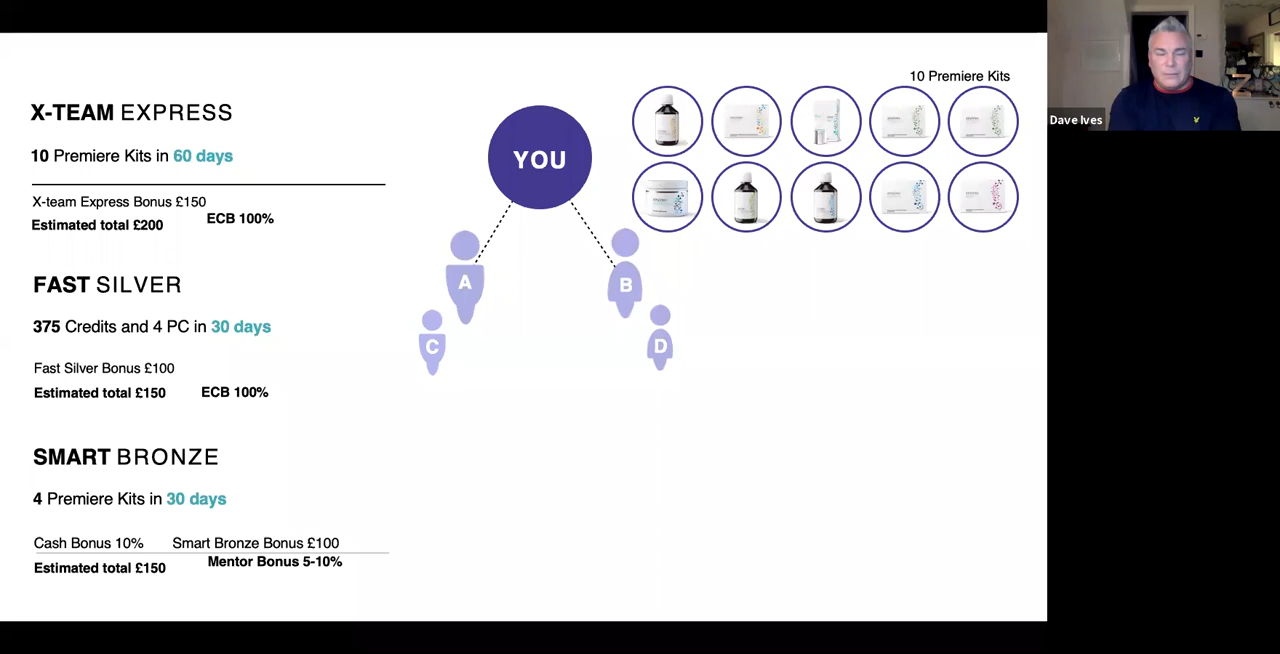 X-TEAM EXPRESS
10 Premiere Kits in 60 days
X-team Express Bonus £150
Estimated total £200
ECB 100%
FAST SILVER
375 Credits and 4 PC in 30 days
Fast Silver Bonus £100
Estimated total £150
ECB 100%
SMART BRONZE
4 Premiere Kits in 30 days
Cash Bonus 10%
Smart Bronze Bonus £100
Estimated total £150
Mentor Bonus 5-10%
YOU
A
B
C
D
10 Premiere Kits
Dave Ives